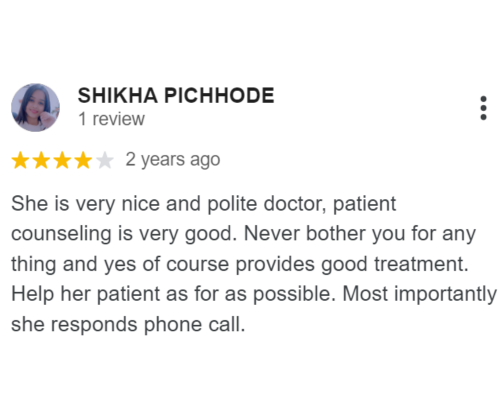 SHIKHA PICHHODE
1 review
2 years ago
She is very nice and polite doctor, patient
counseling is very good. Never bother you for any
thing and yes of course provides good treatment.
Help her patient as for as possible. Most importantly
she responds phone call.